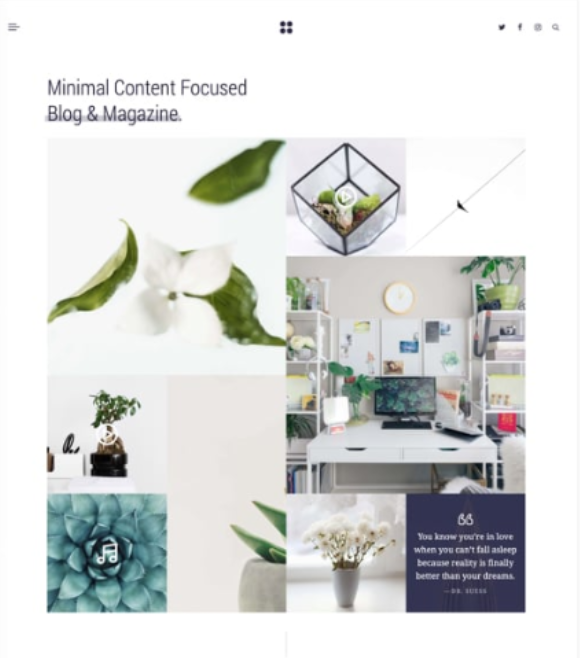 Minimal Content Focused
Blog & Magazine.
You know you're in love
when you can't fall asleep
because reality is finally
better than your dreams.
— DR. SUESS